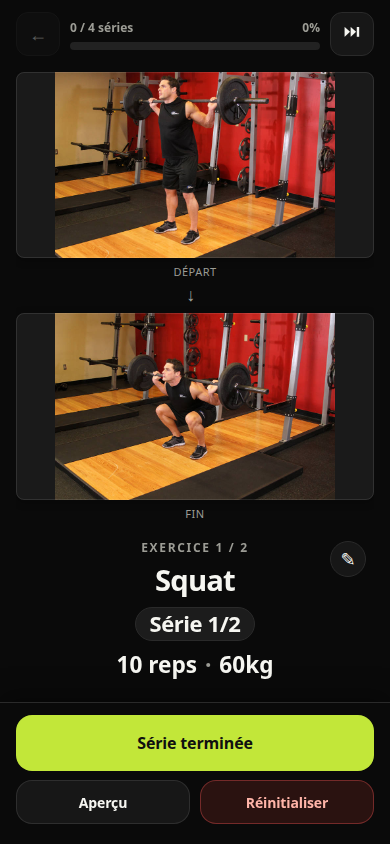 ←
0 / 4 séries
0%
⏭
DÉPART
↓
FIN
EXERCICE 1 / 2
✎
Squat
Série 1/2
10 reps · 60kg
Série terminée
Aperçu
Réinitialiser